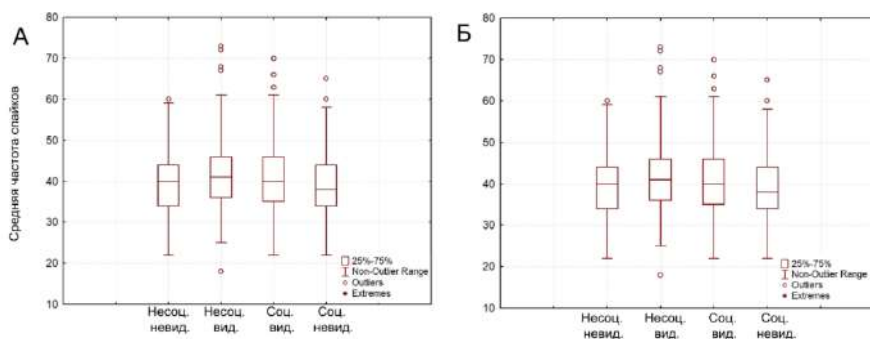 А
Средняя частота спайков
80
70
60
50
40
30
20
10
25%-75%
Non-Outlier Range
Outliers
Extremes
Несоц. Несоц. Соц. Соц.
невид. вид. вид. невид.
Б
80
70
60
50
40
30
20
10
25%-75%
Non-Outlier Range
Outliers
Extremes
Несоц. Несоц. Соц. Соц.
невид. вид. вид. невид.